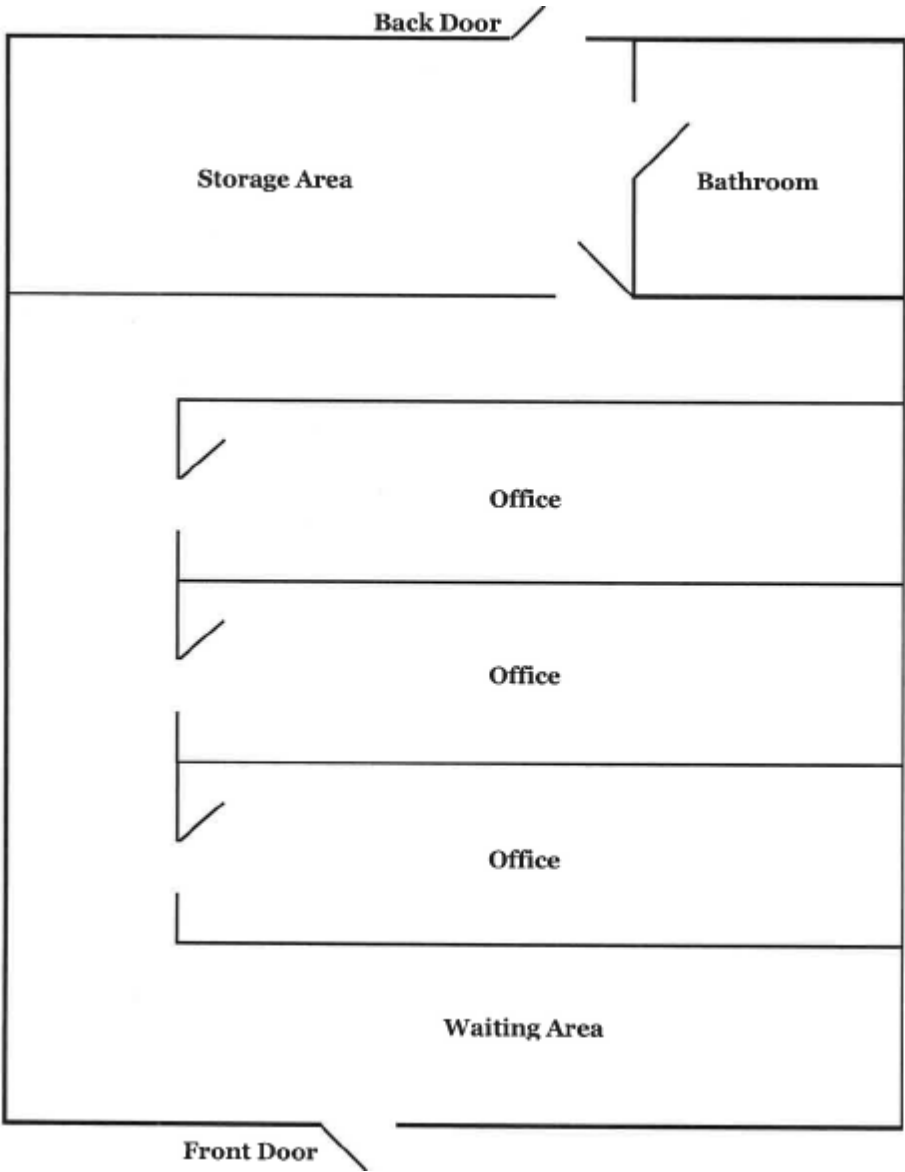 Back Door
Storage Area
Bathroom
Office
Office
Office
Waiting Area
Front Door